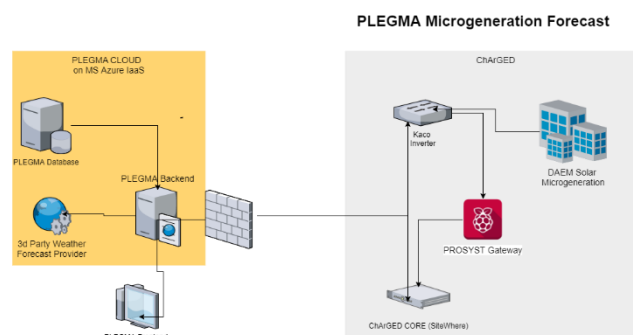 PLEGMA Microgeneration Forecast
PLEGMA CLOUD
on MS Azure IaaS
ChArGED
PLEGMA Database
Kaco
Inverter
DAEM Solar
Microgeneration
PLEGMA Backend
3d Party Weather
Forecast Provider
PROSYST Gateway
ChArGED CORE (SiteWhere)
PLEGMA